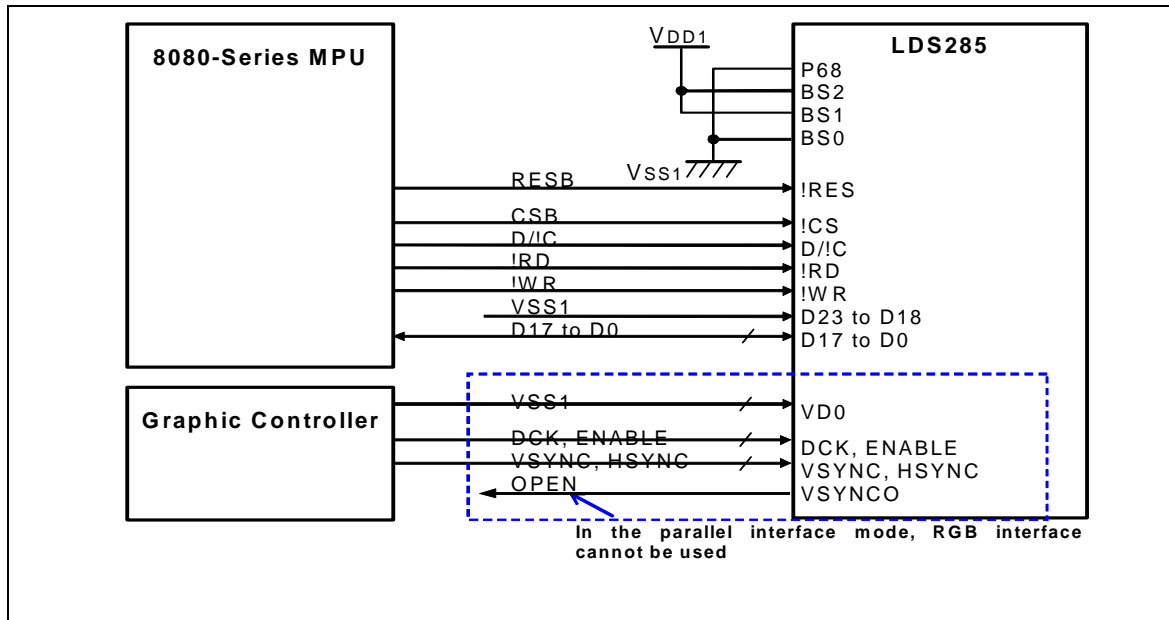 8080-Series MPU
VDD1
LDS285
P68
BS2
BS1
BS0
VSS1
RESB
!RES
CSB
!CS
D/!C
D/!C
!RD
!RD
!WR
!WR
VSS1
D23 to D18
D17 to D0
D17 to D0
Graphic Controller
VSS1
VD0
DCK, ENABLE
DCK, ENABLE
VSYNC, HSYNC
VSYNC, HSYNC
OPEN
VSYNCO
In the parallel interface mode, RGB interface
cannot be used